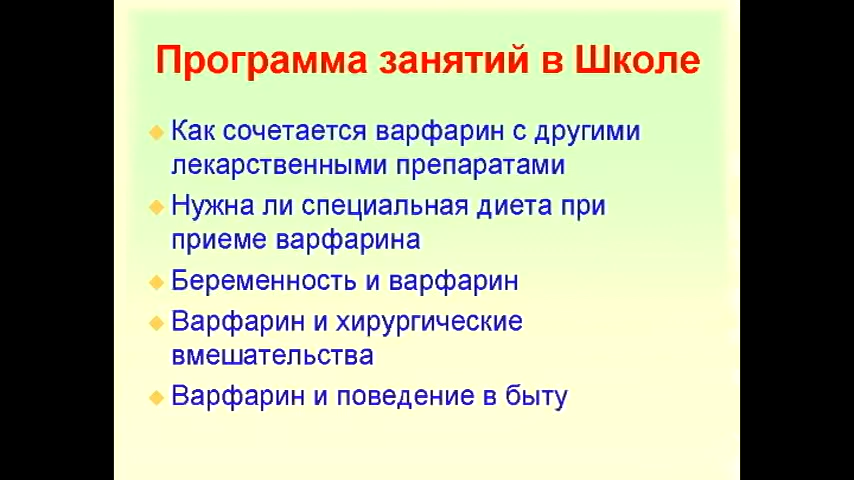 Программа занятий в Школе
Как сочетается варфарин с другими
лекарственными препаратами
Нужна ли специальная диета при
приеме варфарина
Беременность и варфарин
Варфарин и хирургические
вмешательства
Варфарин и поведение в быту